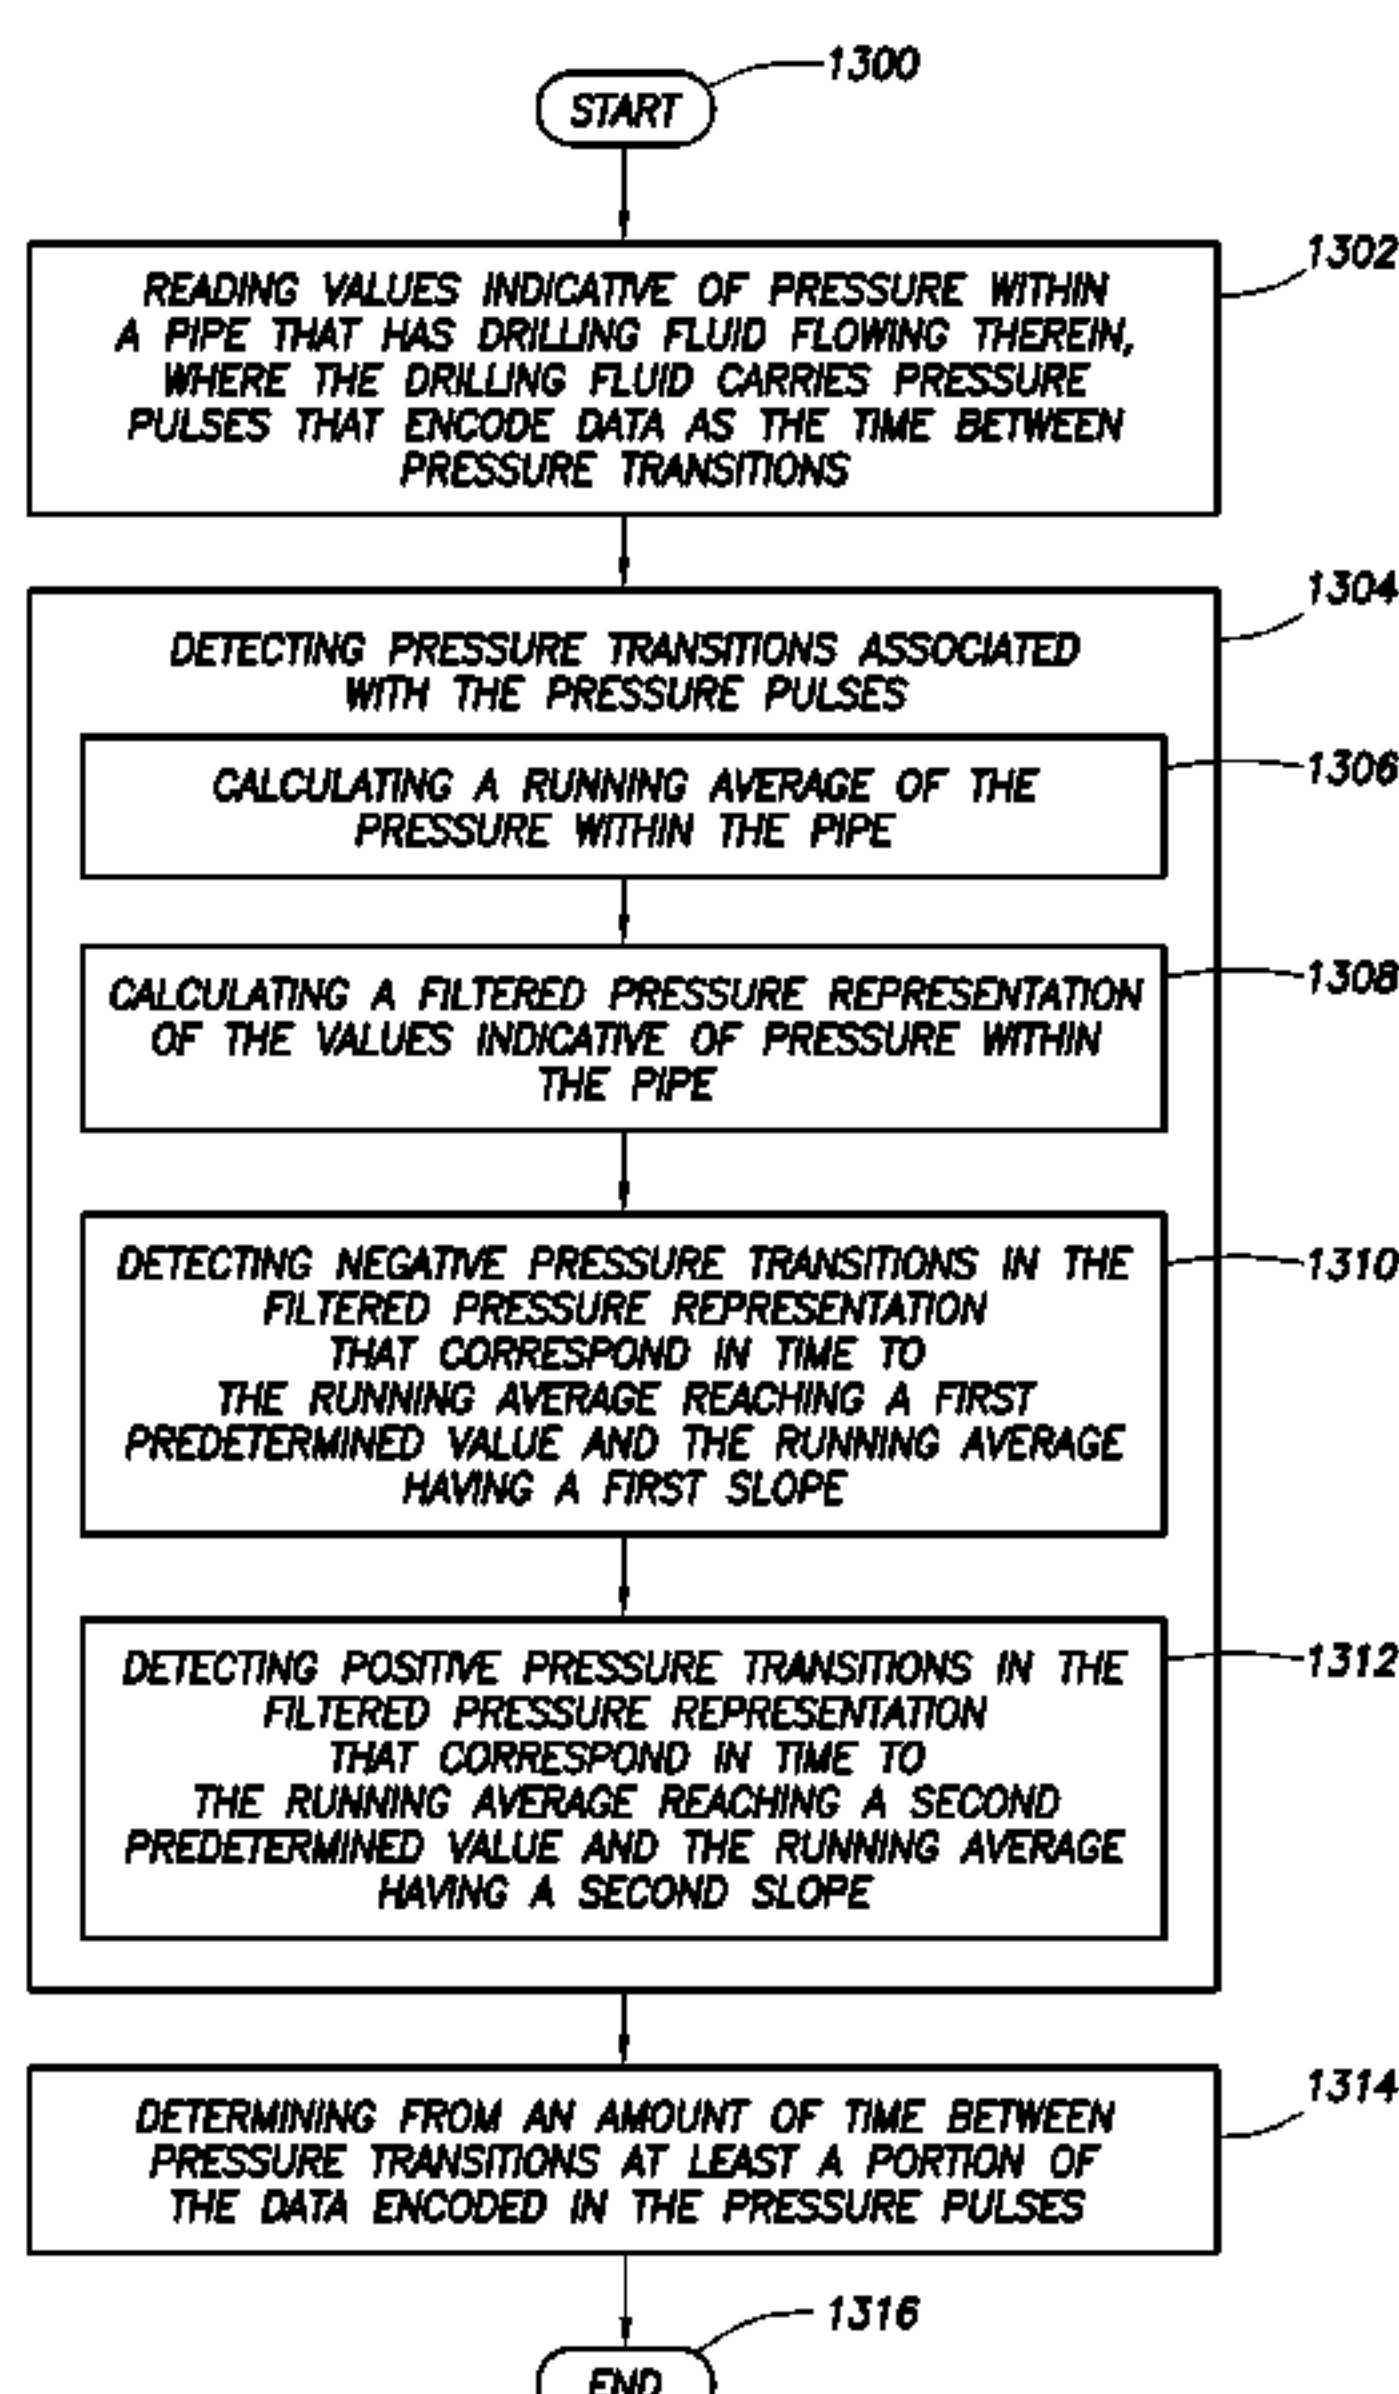 1300
START
1302
READING VALUES INDICATIVE OF PRESSURE WITHIN
A PIPE THAT HAS DRILLING FLUID FLOWING THEREIN,
WHERE THE DRILLING FLUID CARRIES PRESSURE
PULSES THAT ENCODE DATA AS THE TIME BETWEEN
PRESSURE TRANSITIONS
1304
DETECTING PRESSURE TRANSITIONS ASSOCIATED
WITH THE PRESSURE PULSES
1306
CALCULATING A RUNNING AVERAGE OF THE
PRESSURE WITHIN THE PIPE
1308
CALCULATING A FILTERED PRESSURE REPRESENTATION
OF THE VALUES INDICATIVE OF PRESSURE WITHIN
THE PIPE
1310
DETECTING NEGATIVE PRESSURE TRANSITIONS IN THE
FILTERED PRESSURE REPRESENTATION
THAT CORRESPOND IN TIME TO
THE RUNNING AVERAGE REACHING A FIRST
PREDETERMINED VALUE AND THE RUNNING AVERAGE
HAVING A FIRST SLOPE
1312
DETECTING POSITIVE PRESSURE TRANSITIONS IN THE
FILTERED PRESSURE REPRESENTATION
THAT CORRESPOND IN TIME TO
THE RUNNING AVERAGE REACHING A SECOND
PREDETERMINED VALUE AND THE RUNNING AVERAGE
HAVING A SECOND SLOPE
1314
DETERMINING FROM AN AMOUNT OF TIME BETWEEN
PRESSURE TRANSITIONS AT LEAST A PORTION OF
THE DATA ENCODED IN THE PRESSURE PULSES
1316
END